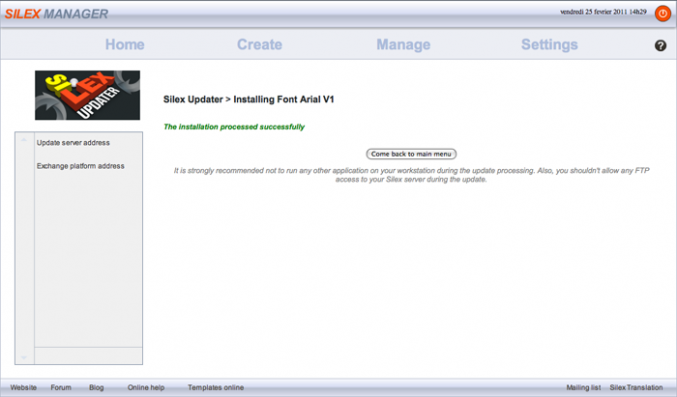 SILEX MANAGER
vendredi 25 fevrier 2011 14h29
Home Create Manage Settings ?
SILEX
UPDATER
Silex Updater > Installing Font Arial V1
The installation processed successfully
Update server address
Come back to main menu
Exchange platform address
It is strongly recommended not to run any other application on your workstation during the update processing. Also, you shouldn't allow any FTP
access to your Silex server during the update.
Website Forum Blog Online help Templates online Mailing list Silex Translation